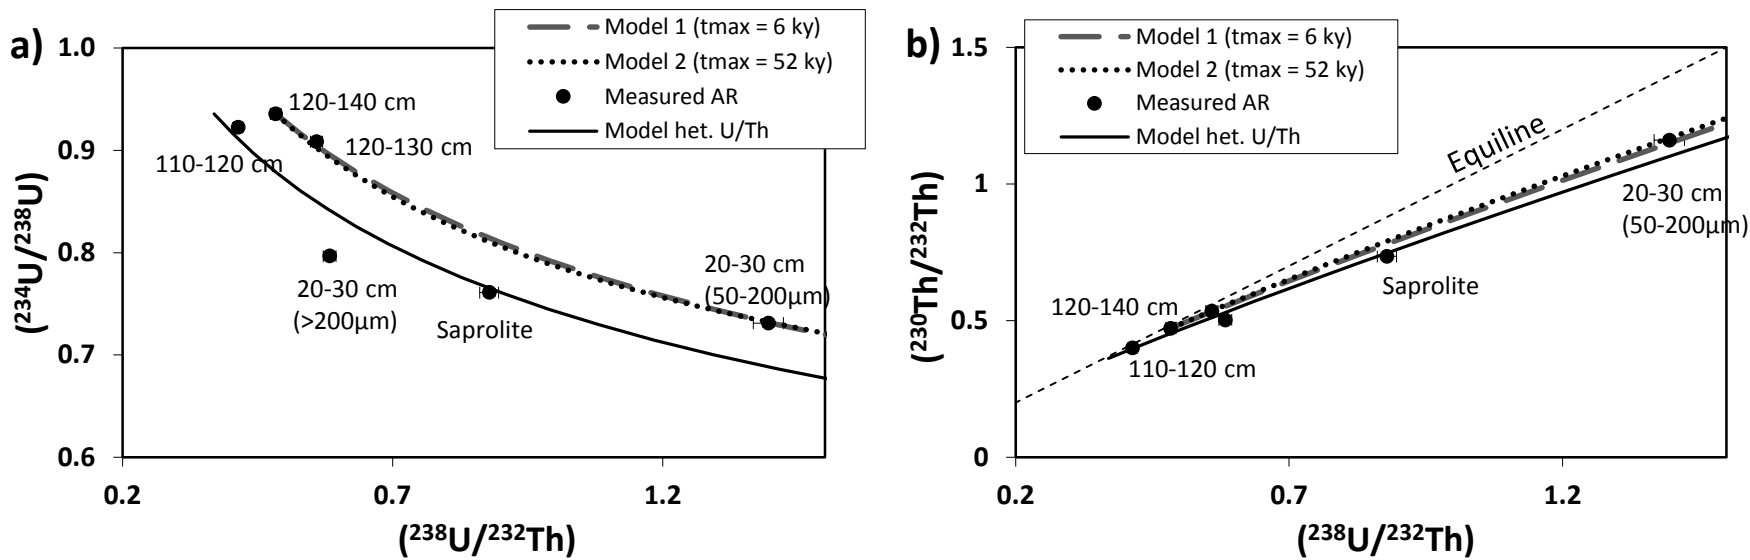 a)
1.0
0.9
0.8
0.7
0.6
0.2
0.7
1.2
(²³⁴U/²³⁸U)
(²³⁸U/²³²Th)
Model 1 (tmax = 6 ky)
Model 2 (tmax = 52 ky)
Measured AR
Model het. U/Th
120-140 cm
120-130 cm
110-120 cm
20-30 cm
(>200µm)
Saprolite
20-30 cm
(50-200µm)
b)
1.5
1
0.5
0
0.2
0.7
1.2
(²³⁰Th/²³²Th)
(²³⁸U/²³²Th)
Model 1 (tmax = 6 ky)
Model 2 (tmax = 52 ky)
Measured AR
Model het. U/Th
Equiline
20-30 cm
(50-200µm)
Saprolite
120-140 cm
110-120 cm